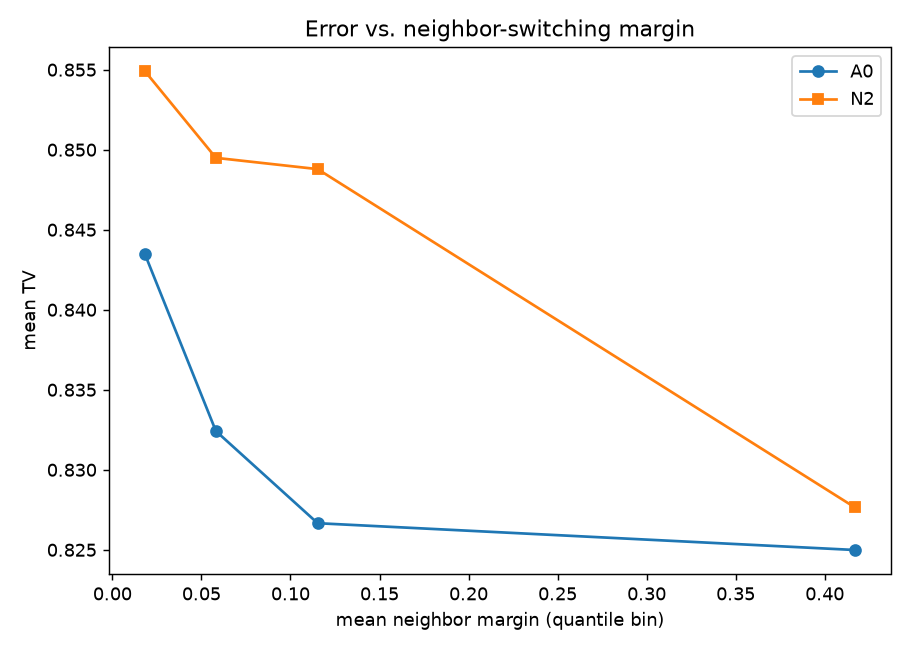 Error vs. neighbor-switching margin
A0
N2
mean TV
0.855
0.850
0.845
0.840
0.835
0.830
0.825
0.00 0.05 0.10 0.15 0.20 0.25 0.30 0.35 0.40
mean neighbor margin (quantile bin)